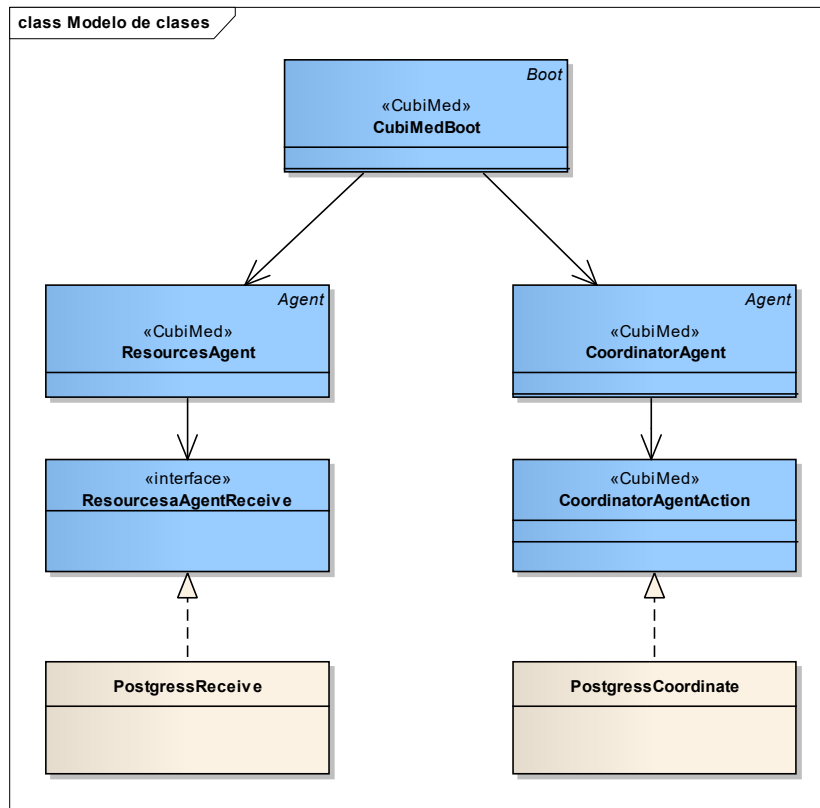 class Modelo de clases
Boot
«CubiMed»
CubiMedBoot
Agent
«CubiMed»
ResourcesAgent
Agent
«CubiMed»
CoordinatorAgent
«interface»
ResourcesaAgentReceive
«CubiMed»
CoordinatorAgentAction
PostgressReceive
PostgressCoordinate